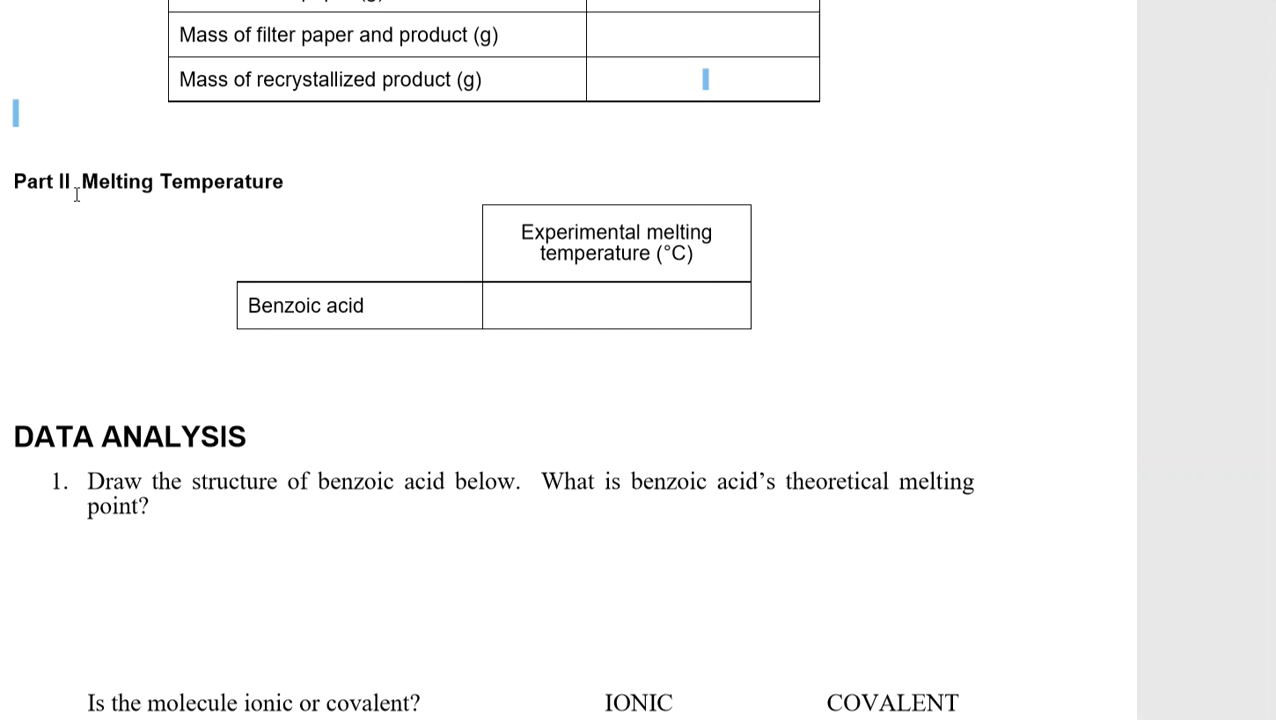 Mass of filter paper and product (g)
Mass of recrystallized product (g)
Part II Melting Temperature
Experimental melting
temperature (°C)
Benzoic acid
DATA ANALYSIS
1. Draw the structure of benzoic acid below. What is benzoic acid’s theoretical melting
point?
Is the molecule ionic or covalent? IONIC COVALENT